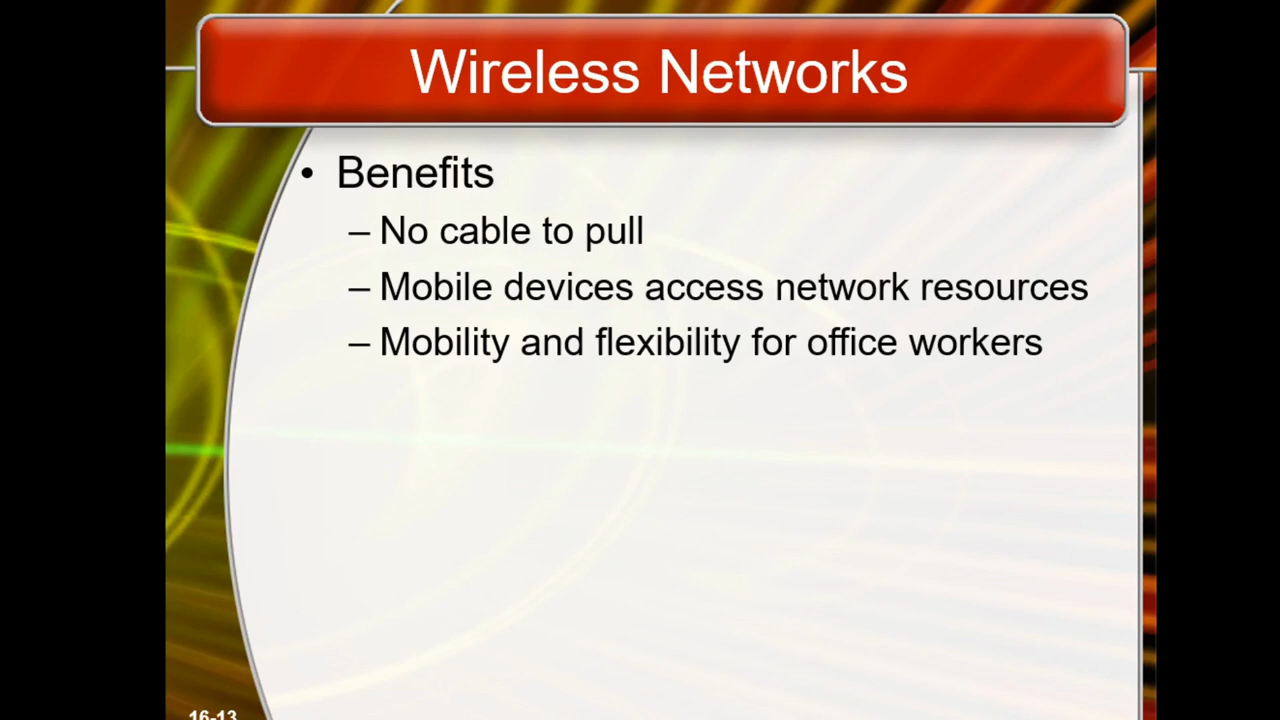 Wireless Networks
• Benefits
– No cable to pull
– Mobile devices access network resources
– Mobility and flexibility for office workers
16-13